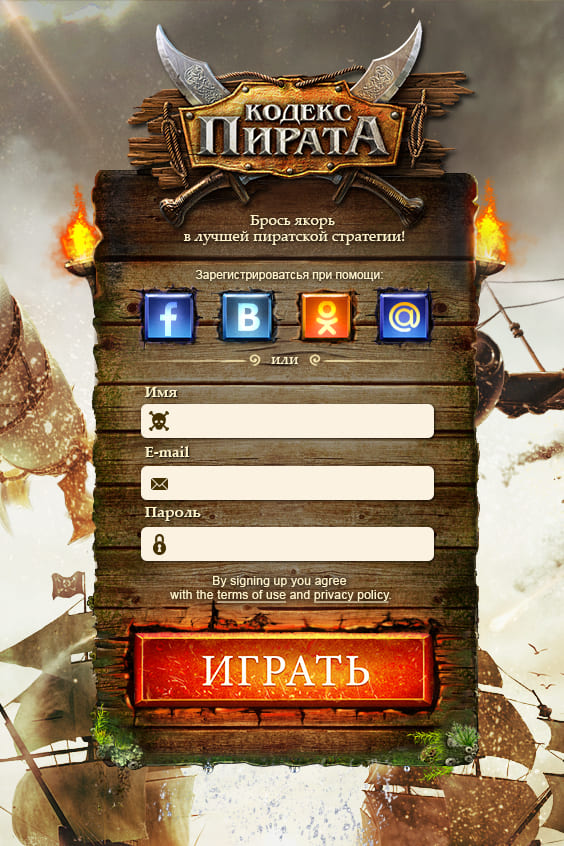 КОДЕКС
ПИРАТА
Брось якорь
в лучшей пиратской стратегии!
Зарегистрироваться при помощи:
f
B
@
или
Имя
E-mail
Пароль
By signing up you agree
with the terms of use and privacy policy.
ИГРАТЬ